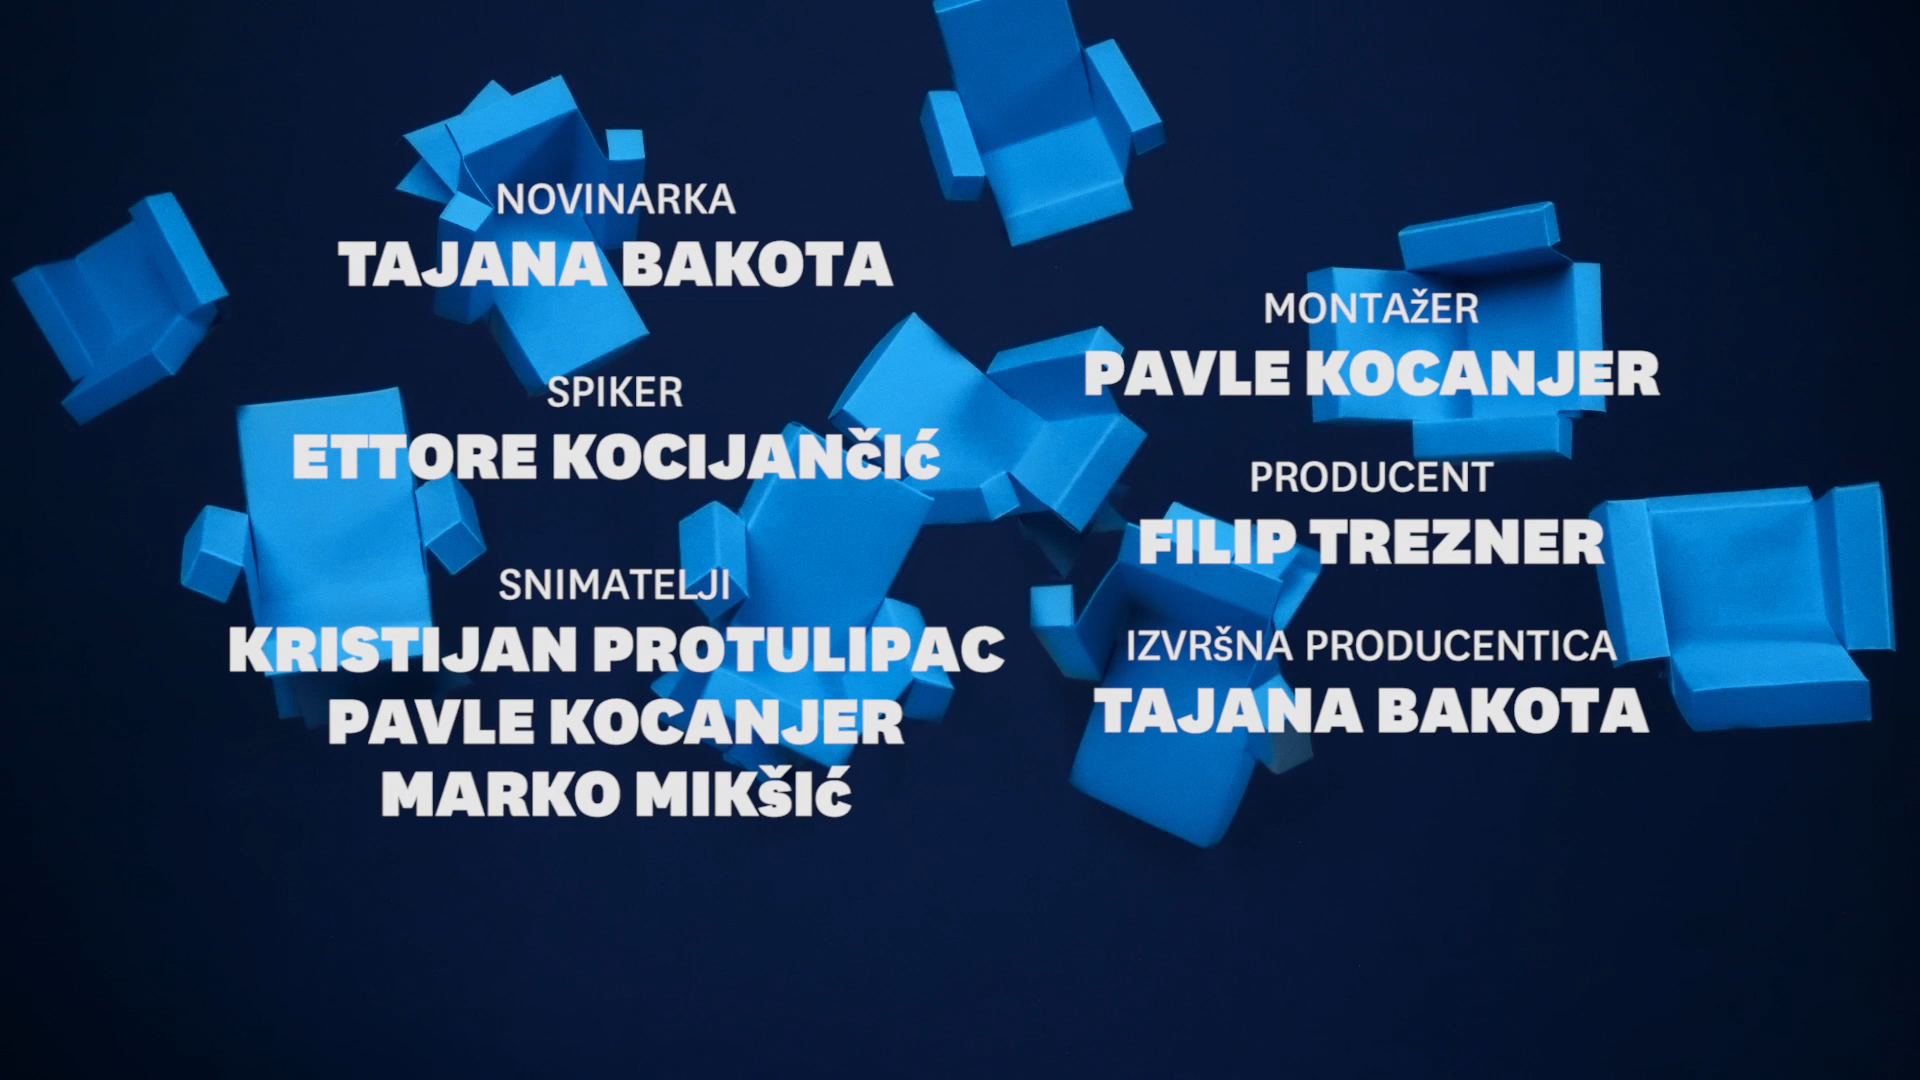 NOVINARKA
TAJANA BAKOTA
SPIKER
ETTORE KOCIJANčIć
SNIMATELJI
KRISTIJAN PROTULIPAC
PAVLE KOCANJER
MARKO MIKšIć
MONTAžER
PAVLE KOCANJER
PRODUCENT
FILIP TREZNER
IZVRšNA PRODUCENTICA
TAJANA BAKOTA